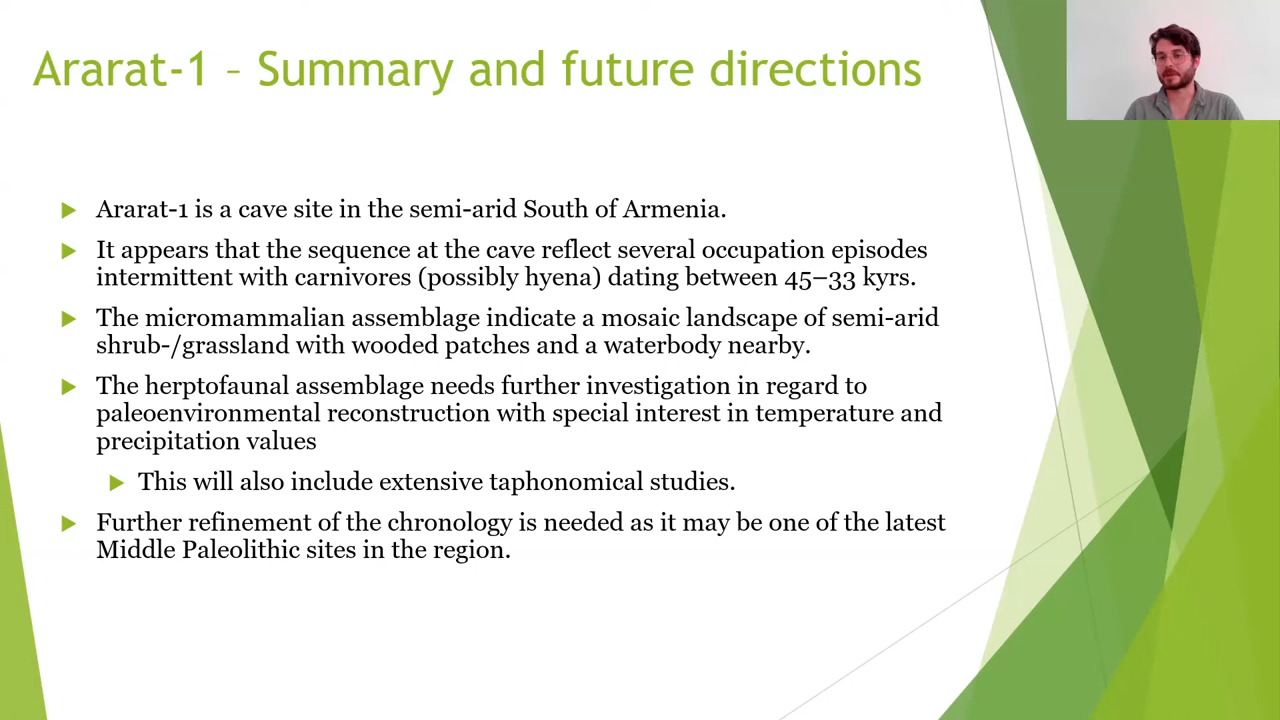 Ararat-1 – Summary and future directions
Ararat-1 is a cave site in the semi-arid South of Armenia.
It appears that the sequence at the cave reflect several occupation episodes
intermittent with carnivores (possibly hyena) dating between 45–33 kyrs.
The micromammalian assemblage indicate a mosaic landscape of semi-arid
shrub-/grassland with wooded patches and a waterbody nearby.
The herptofaunal assemblage needs further investigation in regard to
paleoenvironmental reconstruction with special interest in temperature and
precipitation values
This will also include extensive taphonomical studies.
Further refinement of the chronology is needed as it may be one of the latest
Middle Paleolithic sites in the region.